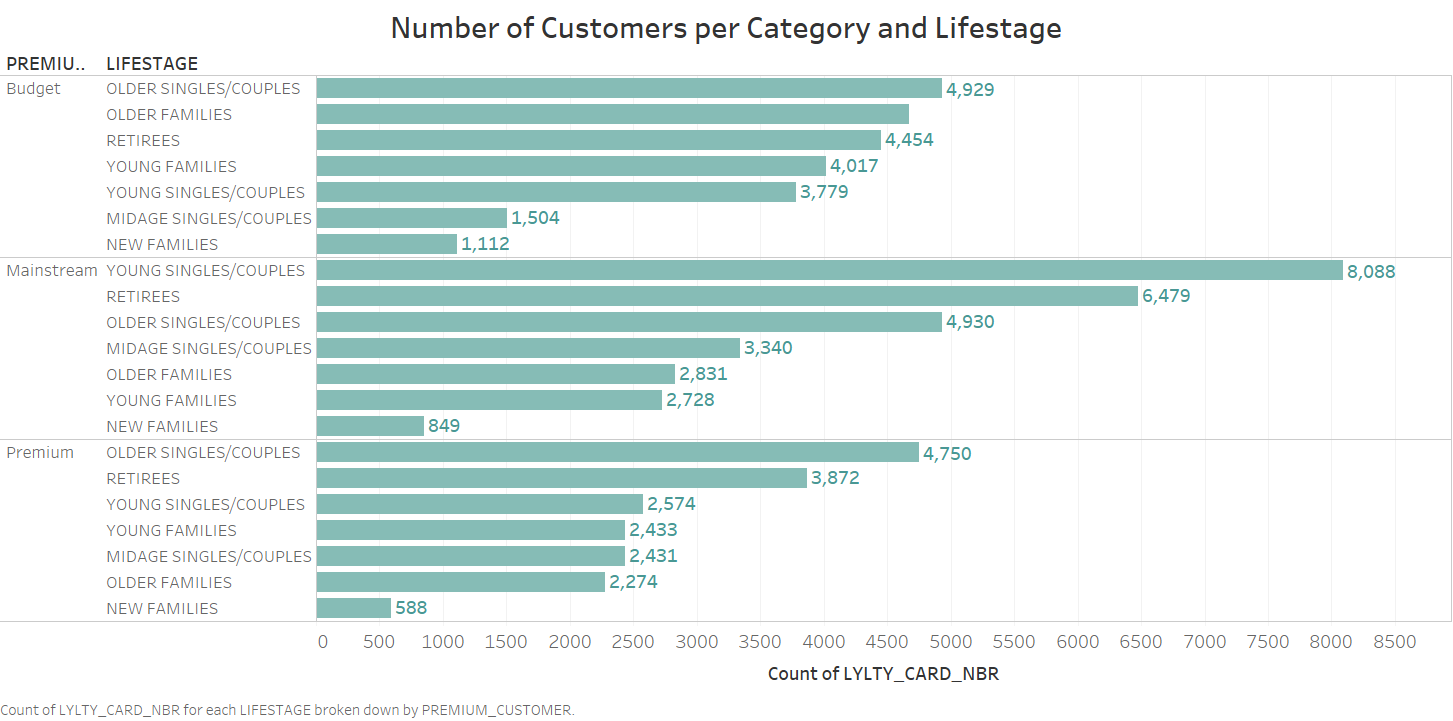 Number of Customers per Category and Lifestage
PREMIU.. LIFESTAGE
Budget OLDER SINGLES/COUPLES 4,929
OLDER FAMILIES
RETIREES 4,454
YOUNG FAMILIES 4,017
YOUNG SINGLES/COUPLES 3,779
MIDAGE SINGLES/COUPLES 1,504
NEW FAMILIES 1,112
Mainstream YOUNG SINGLES/COUPLES 8,088
RETIREES 6,479
OLDER SINGLES/COUPLES 4,930
MIDAGE SINGLES/COUPLES 3,340
OLDER FAMILIES 2,831
YOUNG FAMILIES 2,728
NEW FAMILIES 849
Premium OLDER SINGLES/COUPLES 4,750
RETIREES 3,872
YOUNG SINGLES/COUPLES 2,574
YOUNG FAMILIES 2,433
MIDAGE SINGLES/COUPLES 2,431
OLDER FAMILIES 2,274
NEW FAMILIES 588
0 500 1000 1500 2000 2500 3000 3500 4000 4500 5000 5500 6000 6500 7000 7500 8000 8500
Count of LYLTY_CARD_NBR
Count of LYLTY_CARD_NBR for each LIFESTAGE broken down by PREMIUM_CUSTOMER.